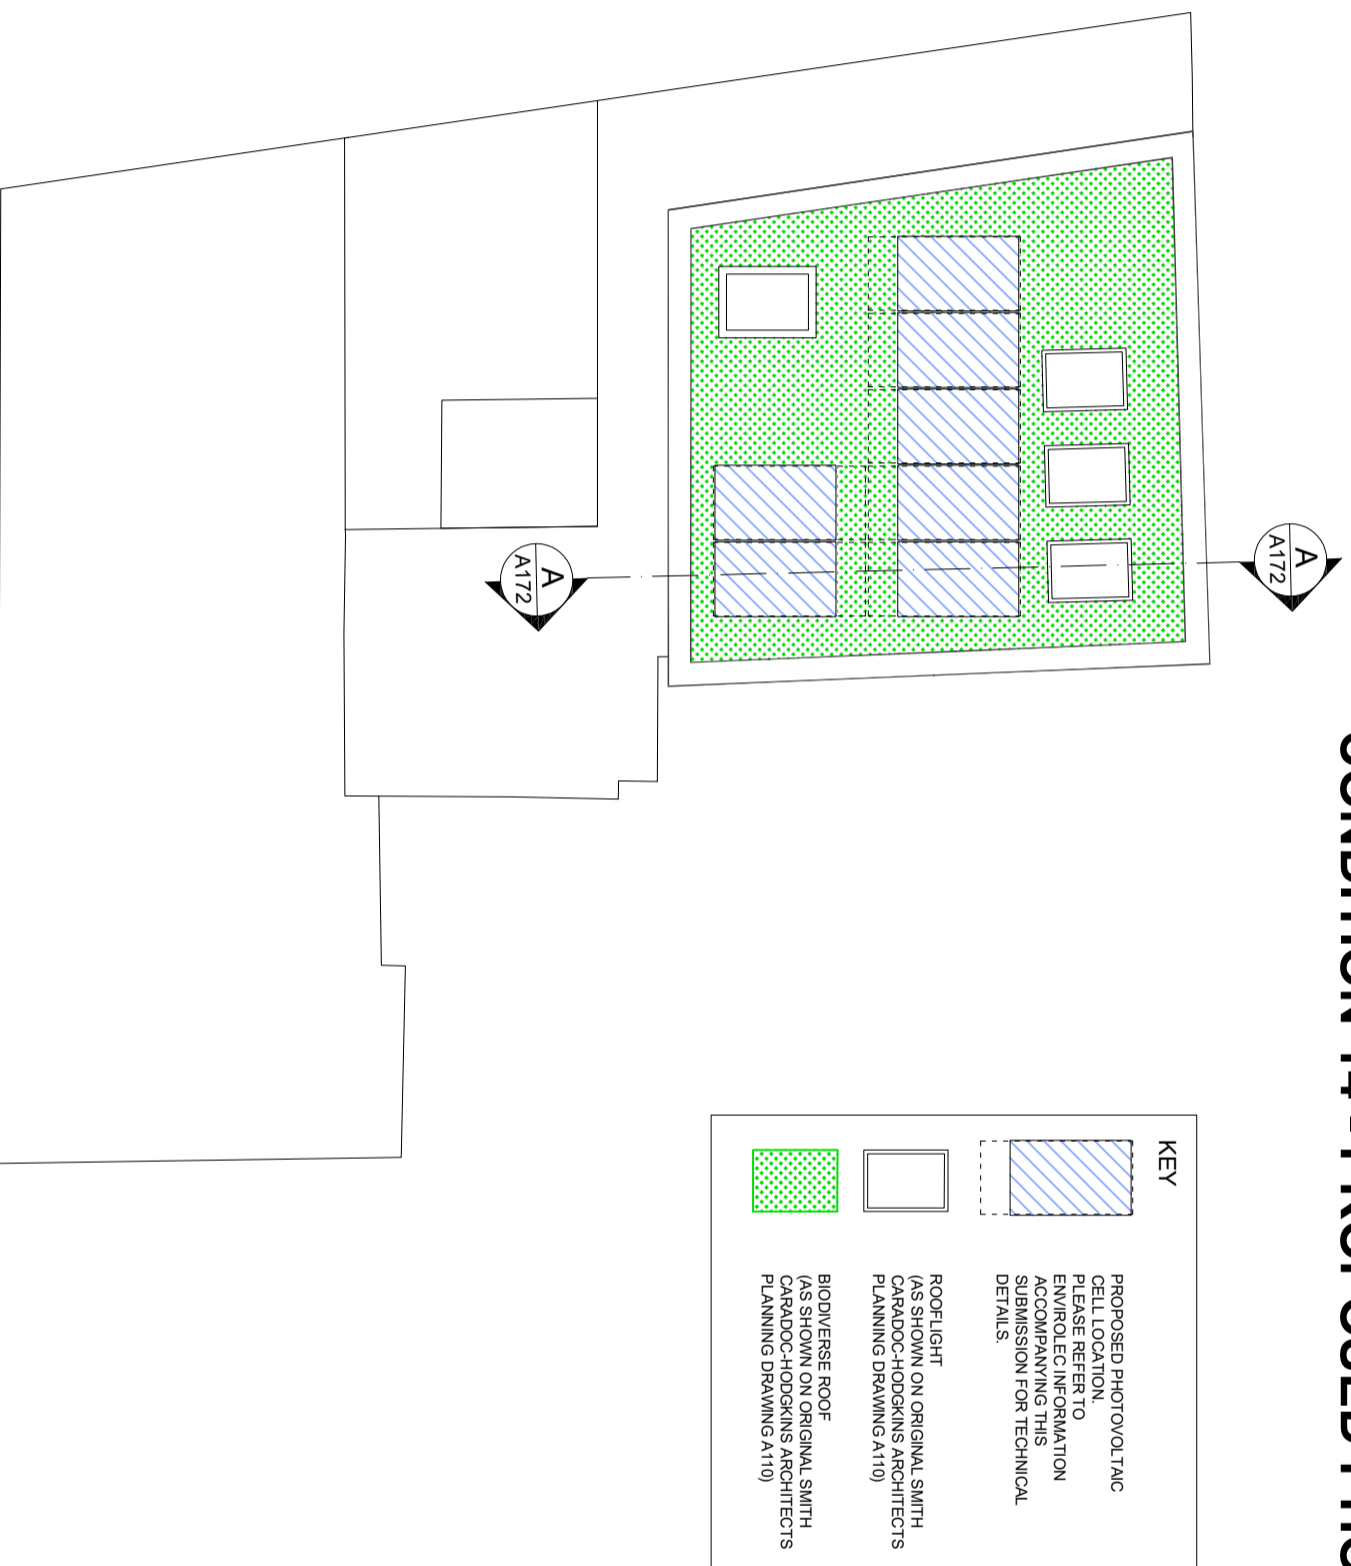 KEY
PROPOSED PHOTOVOLTAIC
CELL LOCATION.
PLEASE REFER TO
ENVIROLEC INFORMATION
ACCOMPANYING THIS
SUBMISSION FOR TECHNICAL
DETAILS.
ROOFLIGHT
(AS SHOWN ON ORIGINAL SMITH
CARADOC-HODGKINS ARCHITECTS
PLANNING DRAWING A110)
BIODIVERSE ROOF
(AS SHOWN ON ORIGINAL SMITH
CARADOC-HODGKINS ARCHITECTS
PLANNING DRAWING A110)
A
A172
A
A172
CONDITION 14 - PROPOSED